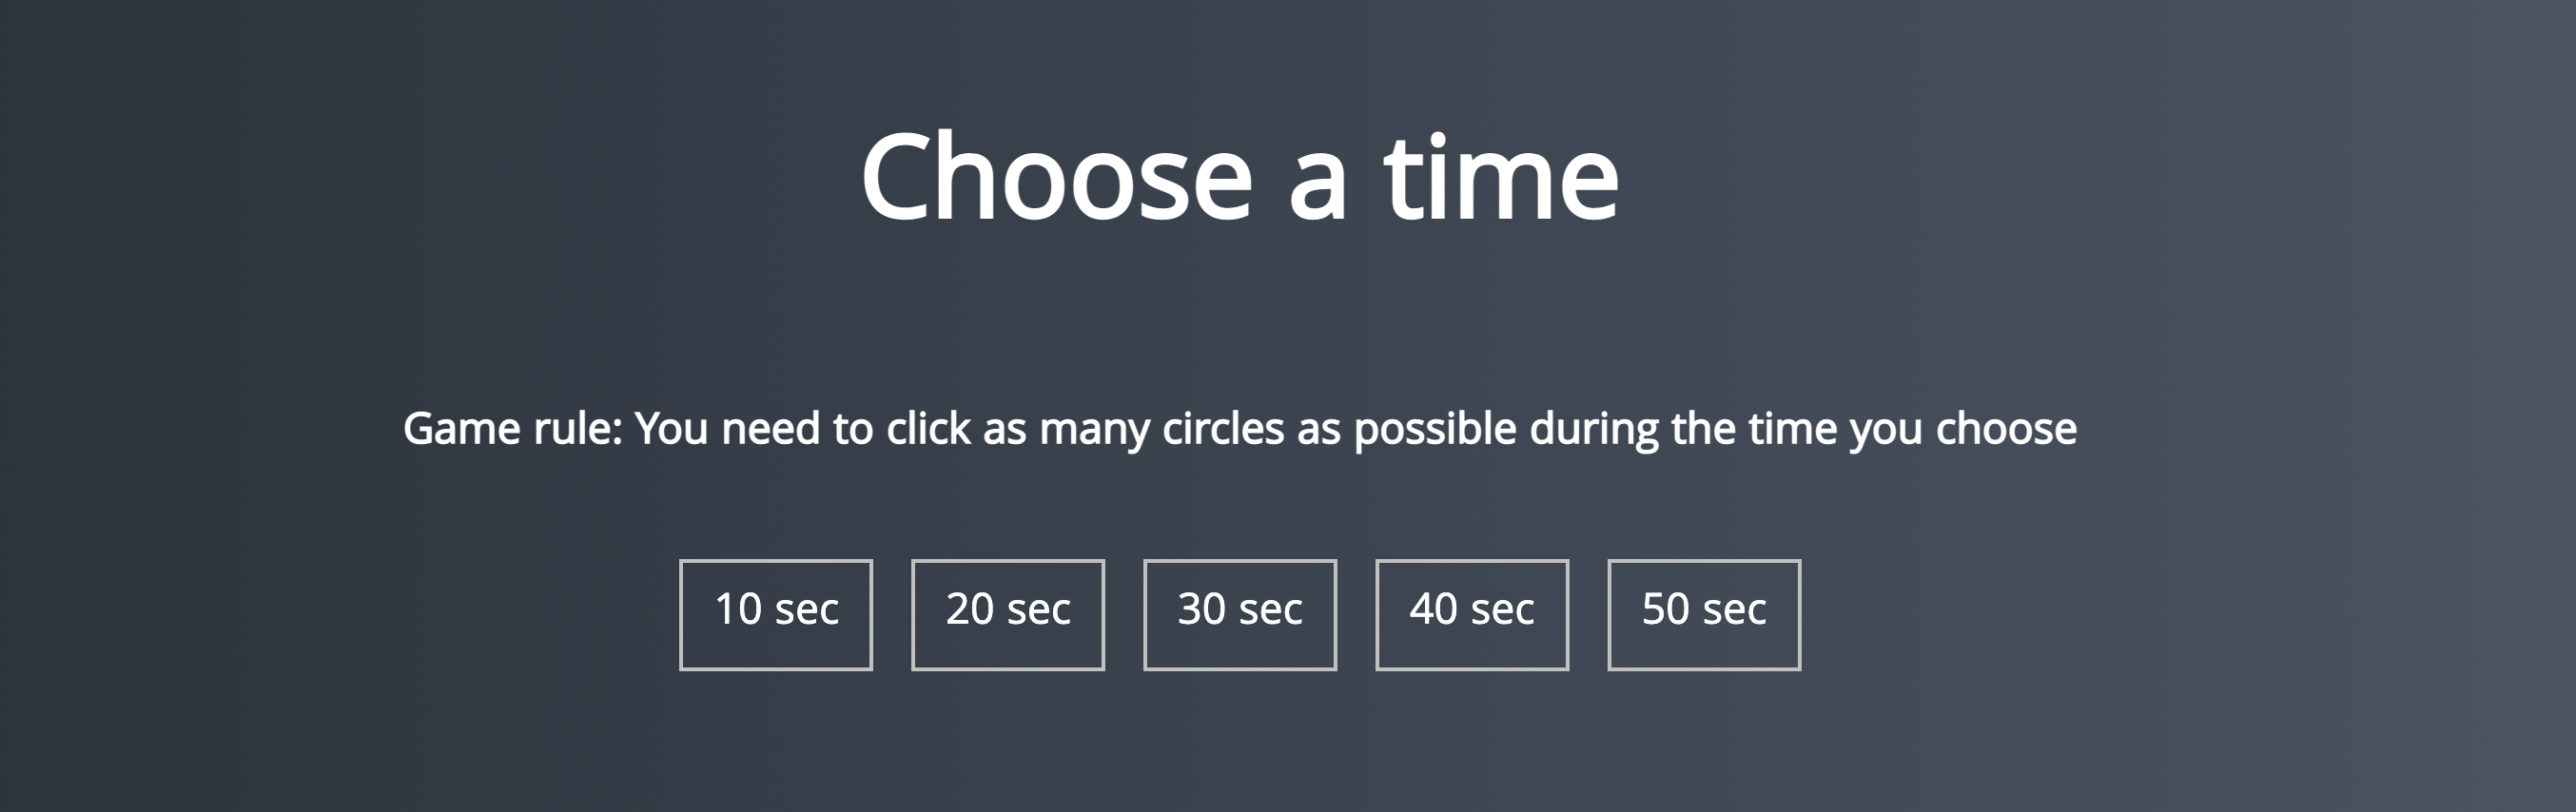 Choose a time
Game rule: You need to click as many circles as possible during the time you choose
10 sec 20 sec 30 sec 40 sec 50 sec